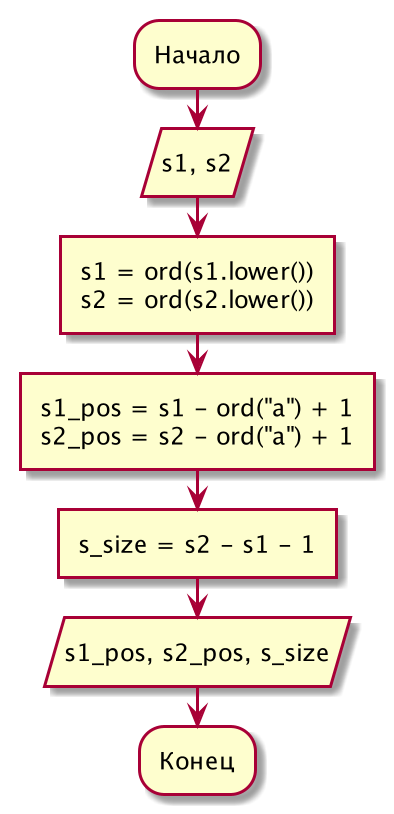 Начало
s1, s2
s1 = ord(s1.lower())
s2 = ord(s2.lower())
s1_pos = s1 - ord("a") + 1
s2_pos = s2 - ord("a") + 1
s_size = s2 - s1 - 1
s1_pos, s2_pos, s_size
Конец